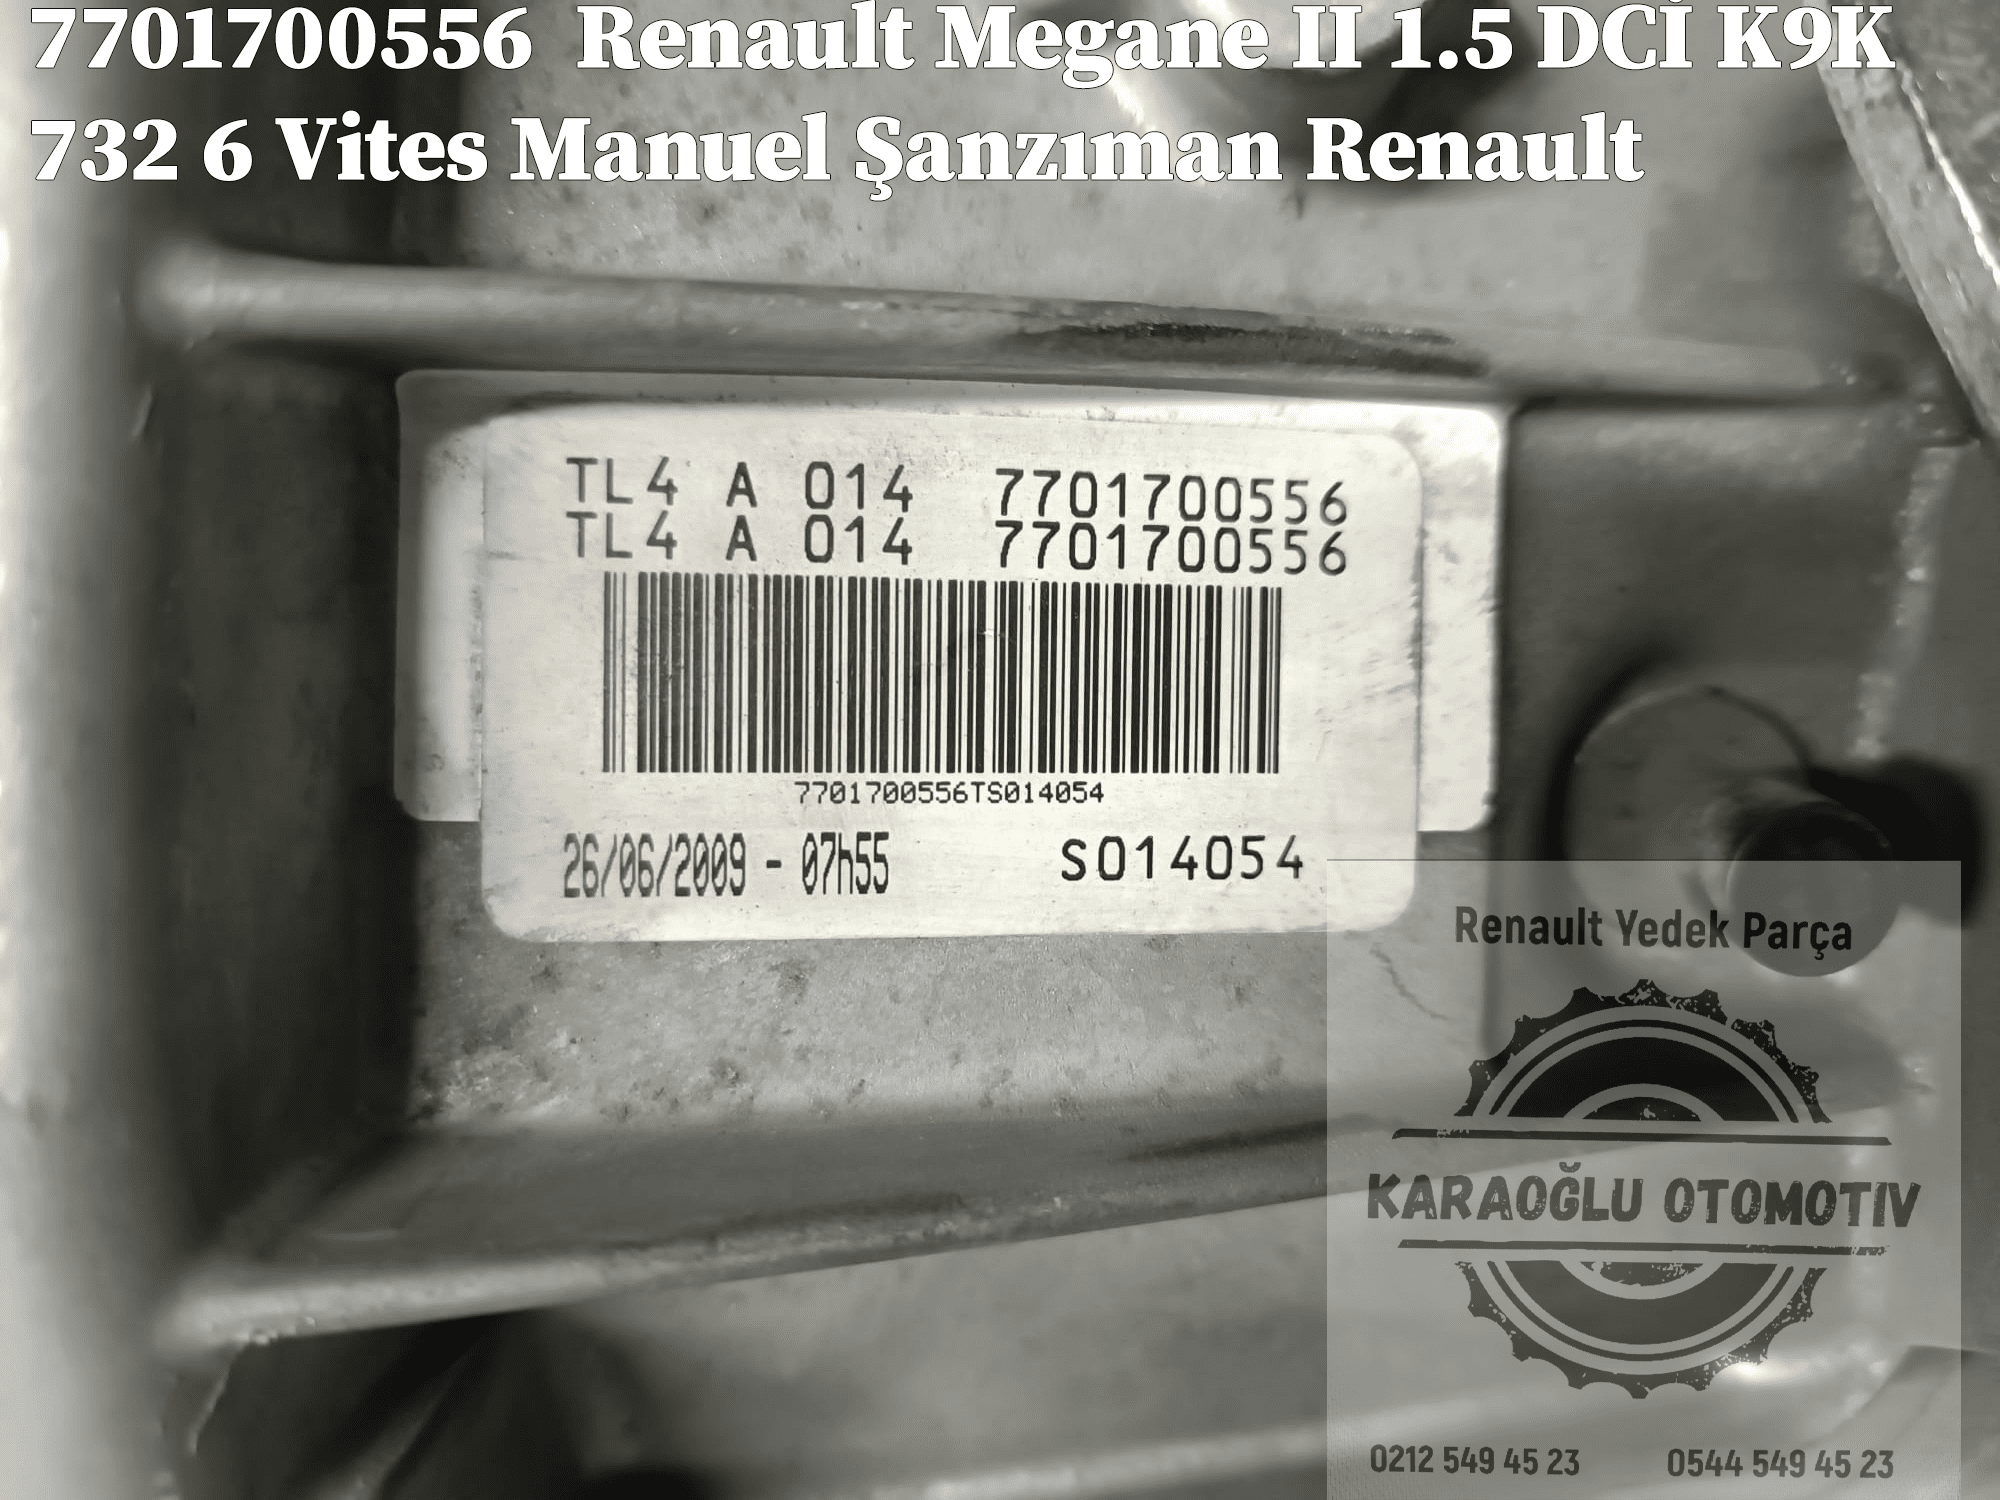 7701700556 Renault Megane II 1.5 DCİ K9K
732 6 Vites Manuel Şanzıman Renault
TL4 A 014 7701700556
TL4 A 014 7701700556
7701700556TS014054
26/06/2009 - 07h55 S014054
Renault Yedek Parça
KARAOĞLU OTOMOTIV
0212 549 45 23 0544 549 45 23